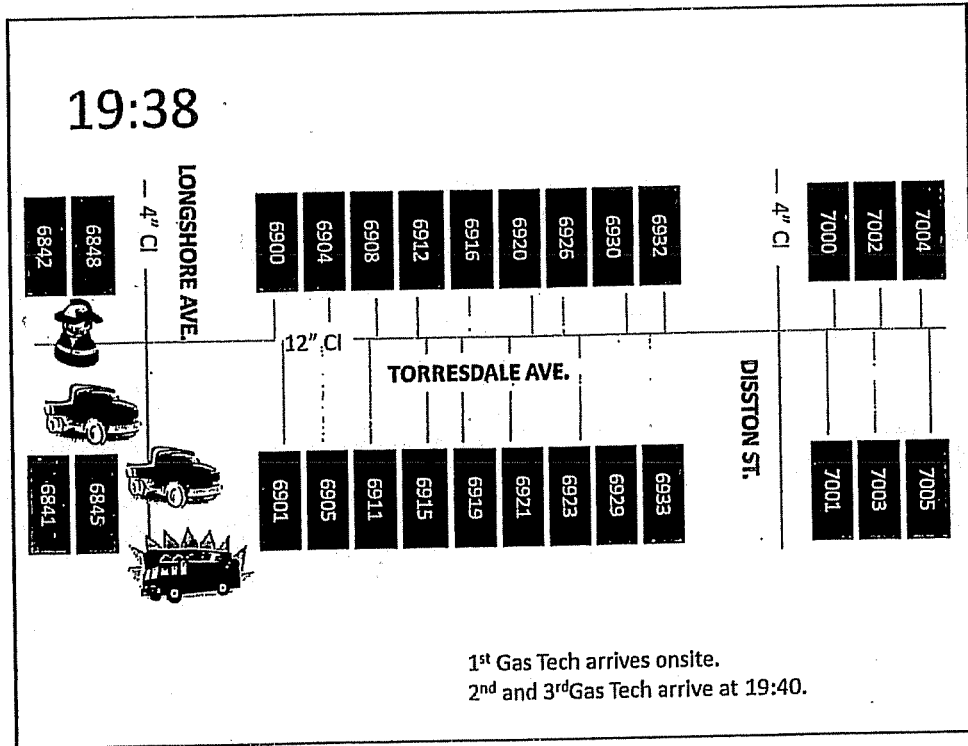 19:38
LONGSHORE AVE.
4" CI
4" CI
6842 6848 6900 6904 6908 6912 6916 6920 6926 6930 6932 7000 7002 7004
12" CI
TORRESDALE AVE.
DISSTON ST.
6841 6845 6901 6905 6911 6915 6919 6921 6923 6929 6933 7001 7003 7005
1st Gas Tech arrives onsite.
2nd and 3rdGas Tech arrive at 19:40.